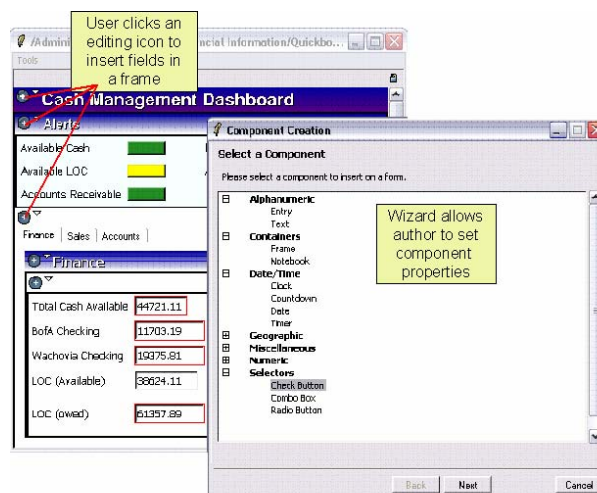 User clicks an
editing icon to
insert fields in
a frame
/Admini
ncial Information/Quickbo...
Tools
Cash Management Dashboard
Alerts
Available Cash
Available LOC
Accounts Receivable
Finance Sales Accounts
Finance
Total Cash Available 44721.11
BofA Checking 11703.19
Wachovia Checking 19375.81
LOC (Available) 38624.11
LOC (owed) 61357.89
Component Creation
Select a Component
Please select a component to insert on a form.
Alphanumeric
Entry
Text
Containers
Frame
Notebook
Date/Time
Clock
Countdown
Date
Timer
Geographic
Miscellaneous
Numeric
Selectors
Check Button
Combo Box
Radio Button
Wizard allows
author to set
component
properties
Back Next Cancel